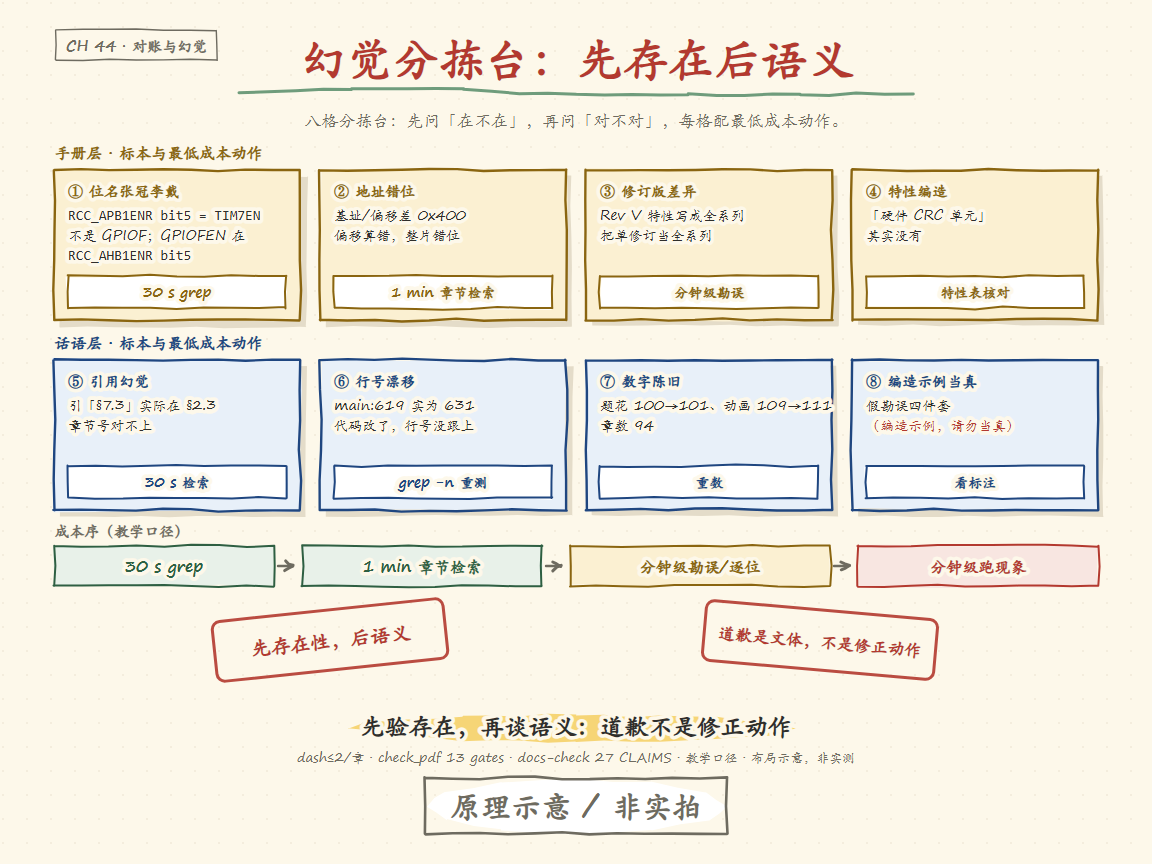 CH 44 · 对账与幻觉
幻觉分拣台：先存在后语义
八格分拣台：先问「在不在」，再问「对不对」，每格配最低成本动作。
手册层 · 标本与最低成本动作
① 位名张冠李戴
RCC_APB1ENR bit5 = TIM7EN
不是 GPIOF；GPIOFEN 在
RCC_AHB1ENR bit5
30 s grep
② 地址错位
基址/偏移差 0x400
偏移算错，整片错位
1 min 章节检索
③ 修订版差异
Rev V 特性写成全系列
把单修订当全系列
分钟级勘误
④ 特性编造
「硬件 CRC 单元」
其实没有
特性表核对
话语层 · 标本与最低成本动作
⑤ 引用幻觉
引「§7.3」实际在 §2.3
章节号对不上
30 s 检索
⑥ 行号漂移
main:619 实为 631
代码改了，行号没跟上
grep -n 重测
⑦ 数字陈旧
题花 100→101、动画 109→111
章数 94
重数
⑧ 编造示例当真
假勘误四件套
（编造示例，请勿当真）
看标注
成本序（教学口径）
30 s grep
1 min 章节检索
分钟级勘误/逐位
分钟级跑现象
先存在性，后语义
道歉是文体，不是修正动作
先验存在，再谈语义：道歉不是修正动作
dash≤2/章 · check_pdf 13 gates · docs-check 27 CLAIMS · 教学口径 · 布局示意，非实测
原理示意 / 非实拍